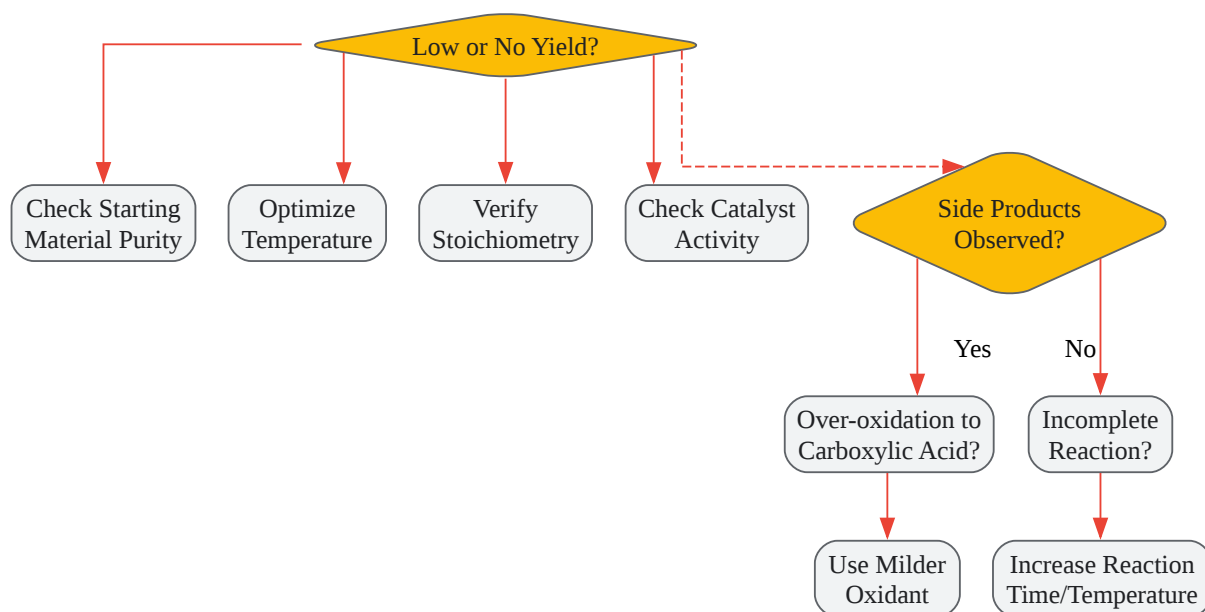 Low or No Yield?
Check Starting
Material Purity
Optimize
Temperature
Verify
Stoichiometry
Check Catalyst
Activity
Side Products
Observed?
Yes
No
Over-oxidation to
Carboxylic Acid?
Incomplete
Reaction?
Use Milder
Oxidant
Increase Reaction
Time/Temperature